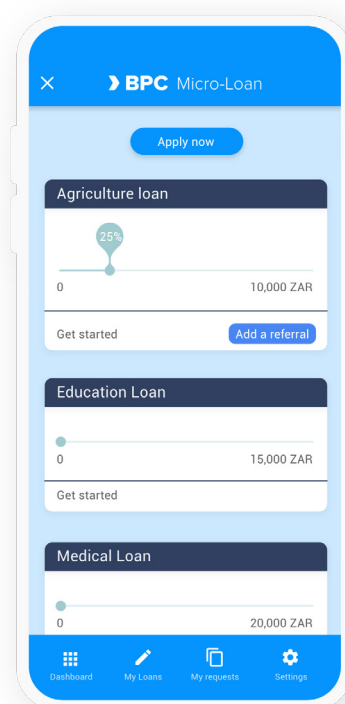 BPC Micro-Loan
Apply now
Agriculture loan
25%
0 10,000 ZAR
Get started Add a referral
Education Loan
0 15,000 ZAR
Get started
Medical Loan
0 20,000 ZAR
Dashboard My Loans My requests Settings